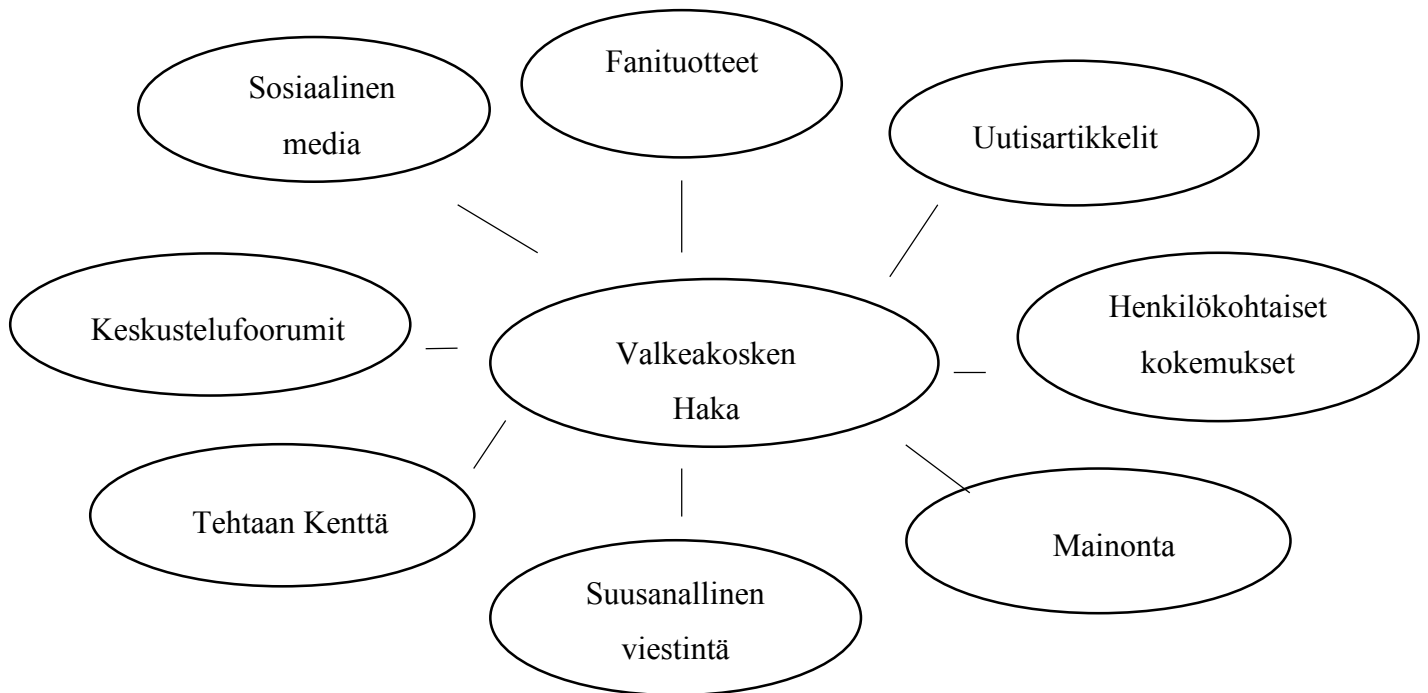 Fanituotteet
Sosiaalinen
media
Uutisartikkelit
Henkilökohtaiset
kokemukset
Keskustelufoorumit
Valkeakosken
Haka
Tehtaan Kenttä
Mainonta
Suusanallinen
viestintä